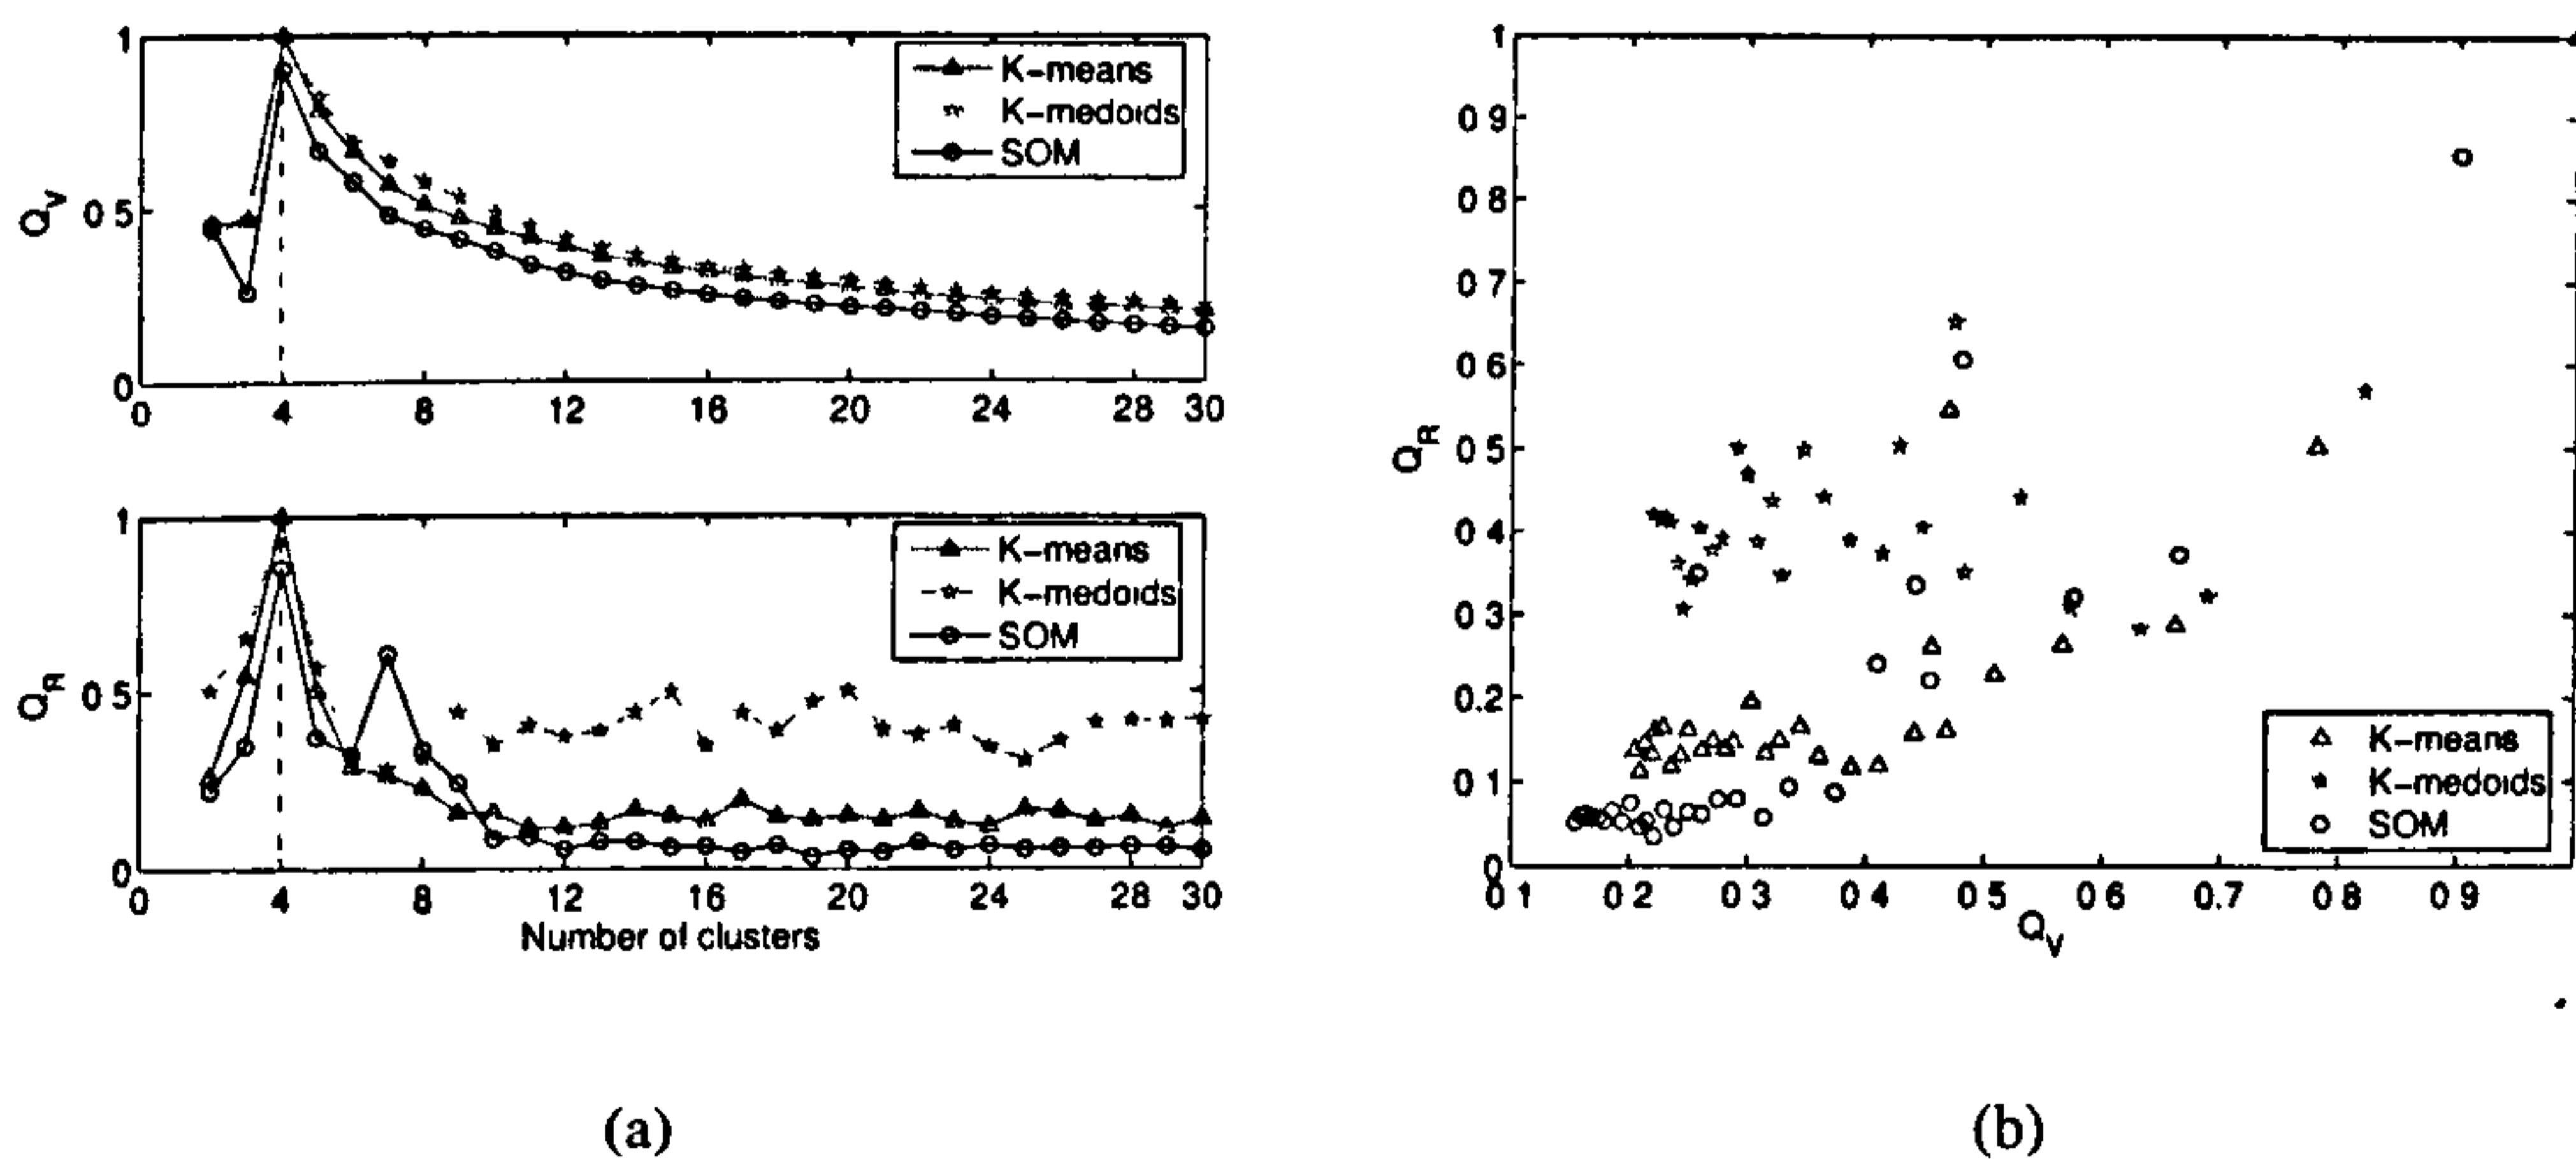 1
0 5
0
Q_V
K-means
K-medoids
SOM
0 4 8 12 16 20 24 28 30
1
0 5
0
Q_R
K-means
K-medoids
SOM
0 4 8 12 16 20 24 28 30
Number of clusters
(a)
1
0 9
0 8
0 7
0 6
0 5
0 4
0 3
0.2
0 1
0
Q_R
K-means
K-medoids
SOM
0 1 0 2 0 3 0 4 0 5 0 6 0.7 0 8 0 9
Q_V
(b)